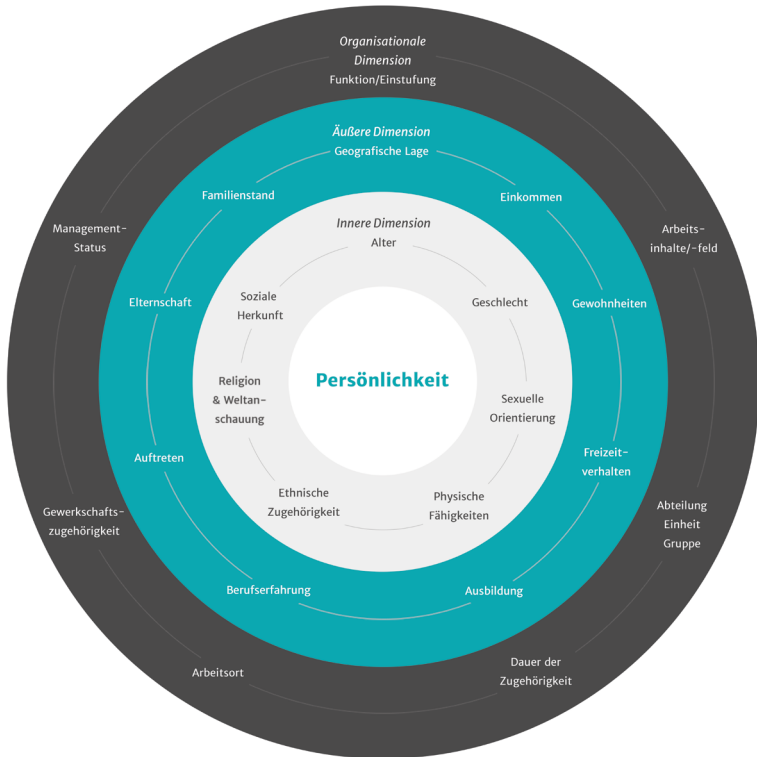 Organisationale
Dimension
Funktion/Einstufung
Äußere Dimension
Geografische Lage
Familienstand
Einkommen
Innere Dimension
Alter
Management-
Status
Arbeits-
inhalte/-feld
Elternschaft
Gewohnheiten
Soziale
Herkunft
Geschlecht
Persönlichkeit
Religion
& Weltan-
schauung
Sexuelle
Orientierung
Auftreten
Freizeit-
verhalten
Ethnische
Zugehörigkeit
Physische
Fähigkeiten
Gewerkschafts-
zugehörigkeit
Abteilung
Einheit
Gruppe
Berufserfahrung
Ausbildung
Arbeitsort
Dauer der
Zugehörigkeit